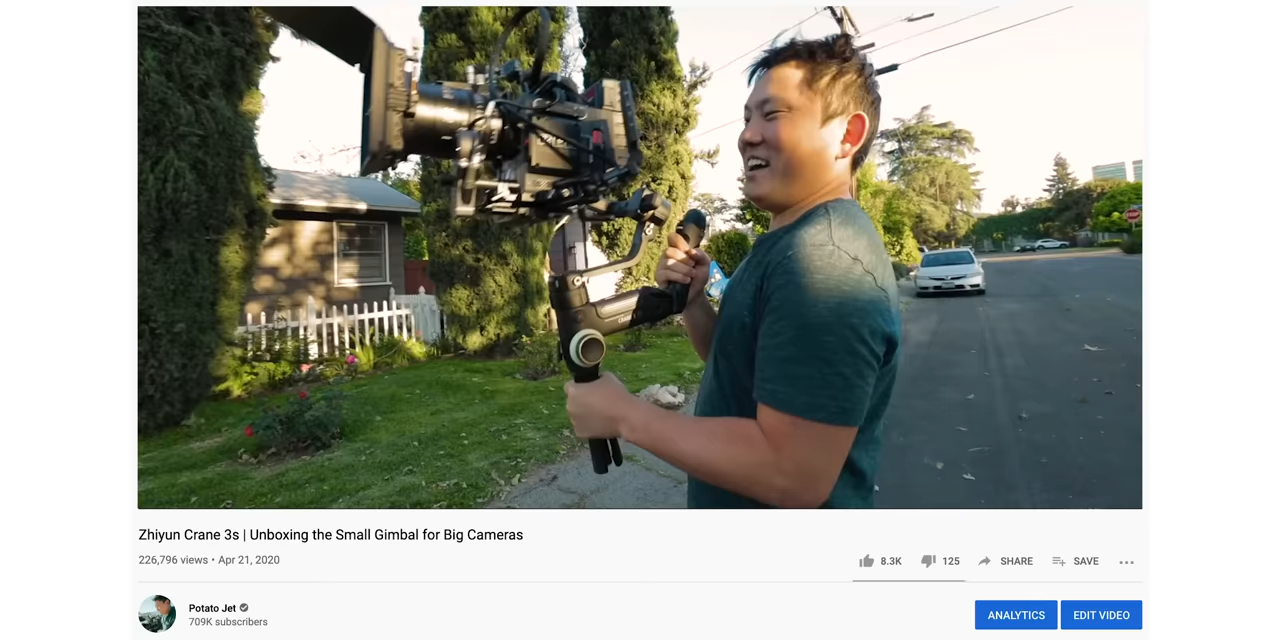 Zhiyun Crane 3s | Unboxing the Small Gimbal for Big Cameras
226,796 views • Apr 21, 2020
8.3K 125 SHARE SAVE
Potato Jet
709K subscribers
ANALYTICS EDIT VIDEO